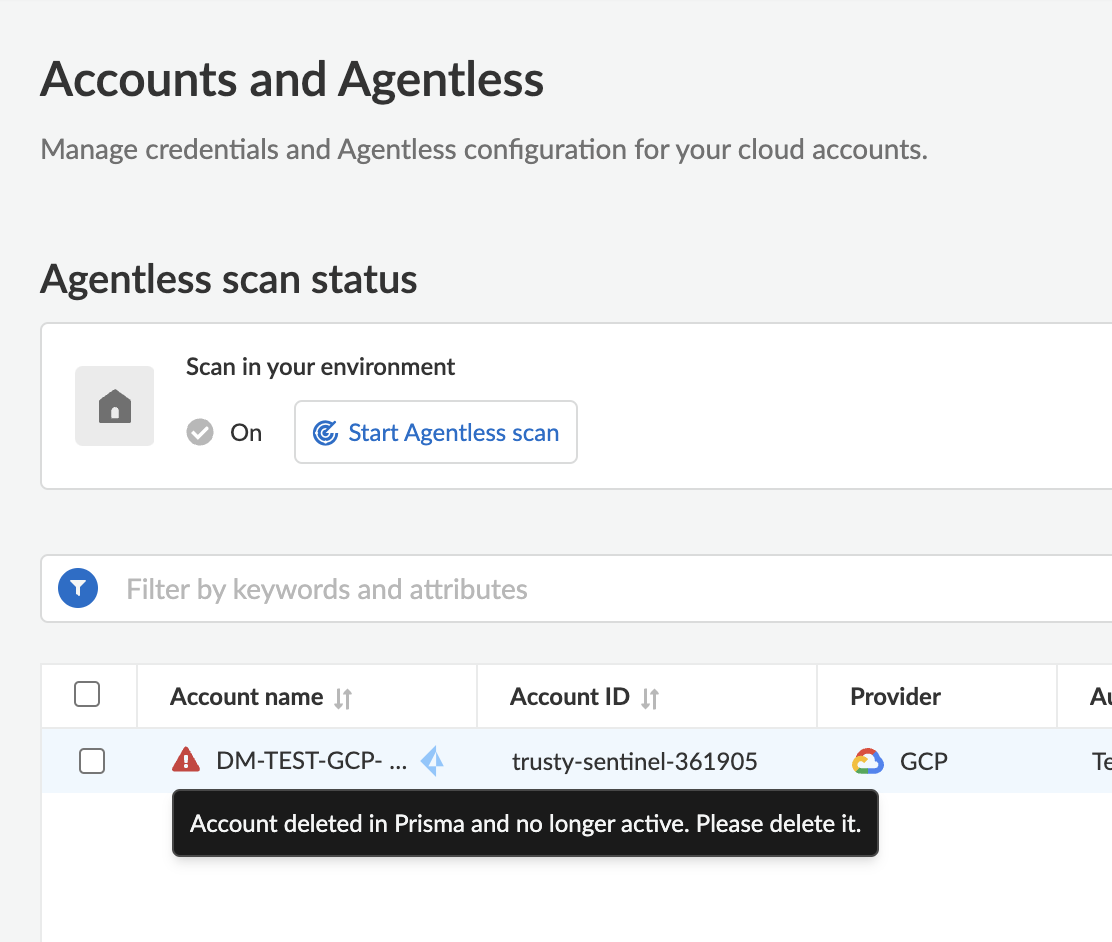 Accounts and Agentless
Manage credentials and Agentless configuration for your cloud accounts.
Agentless scan status
Scan in your environment
On
Start Agentless scan
Filter by keywords and attributes
Account name Account ID Provider Au
DM-TEST-GCP- ... trusty-sentinel-361905 GCP Te
Account deleted in Prisma and no longer active. Please delete it.